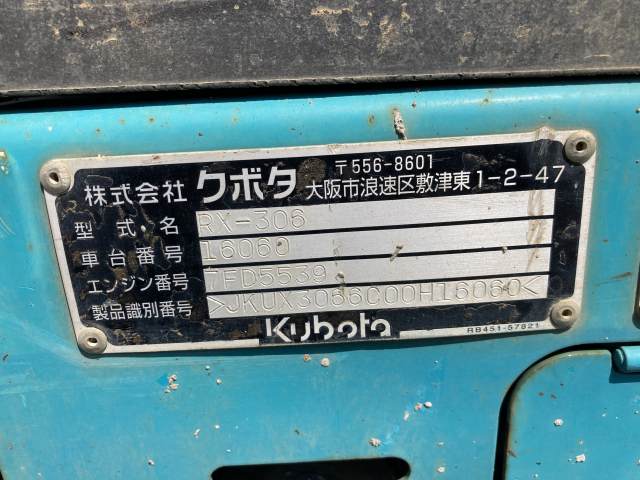 〒556-8601
株式会社 クボタ 大阪市浪速区敷津東1-2-47
型式・名 RX-306
車台番号 16060
エンジン番号 7FD5539
製品識別番号 >JKUX3066C00H16060<
Kubota RB451-57821